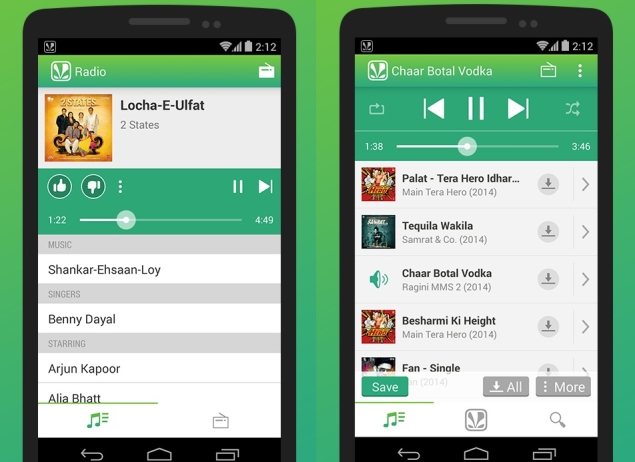 2:12
Radio
2 STATES
Locha-E-Ulfat
2 States
1:22
4:49
MUSIC
Shankar-Ehsaan-Loy
SINGERS
Benny Dayal
STARRING
Arjun Kapoor
Alia Bhatt
2:12
Chaar Botal Vodka
1:38
3:46
Palat - Tera Hero Idhar...
Main Tera Hero (2014)
Tequila Wakila
Samrat & Co. (2014)
Chaar Botal Vodka
Ragini MMS 2 (2014)
Besharmi Ki Height
Main Tera Hero (2014)
Fan - Single
(2014)
Save
All
More